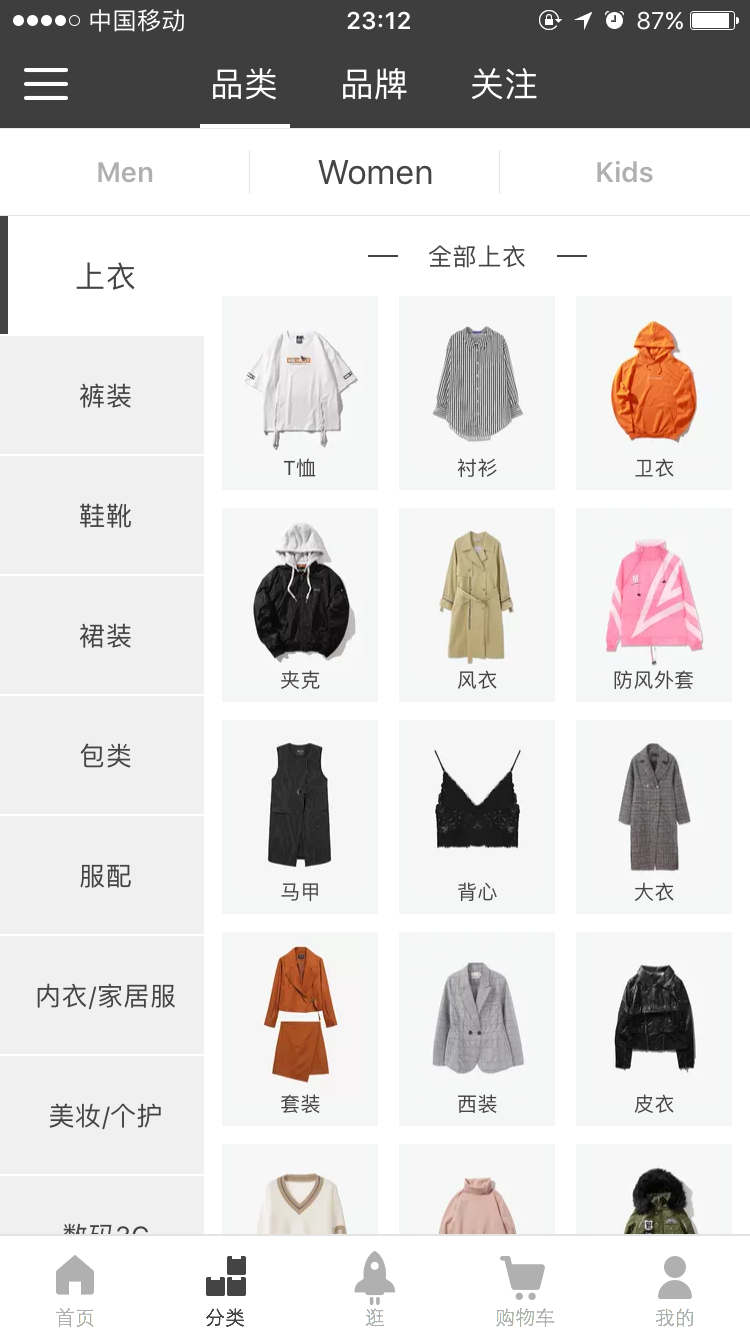 中国移动 23:12 87%
品类 品牌 关注
Men Women Kids
上衣
裤装
鞋靴
裙装
包类
服配
内衣/家居服
美妆/个护
全部上衣
T恤 衬衫 卫衣
夹克 风衣 防风外套
马甲 背心 大衣
套装 西装 皮衣
首页 分类 逛 购物车 我的